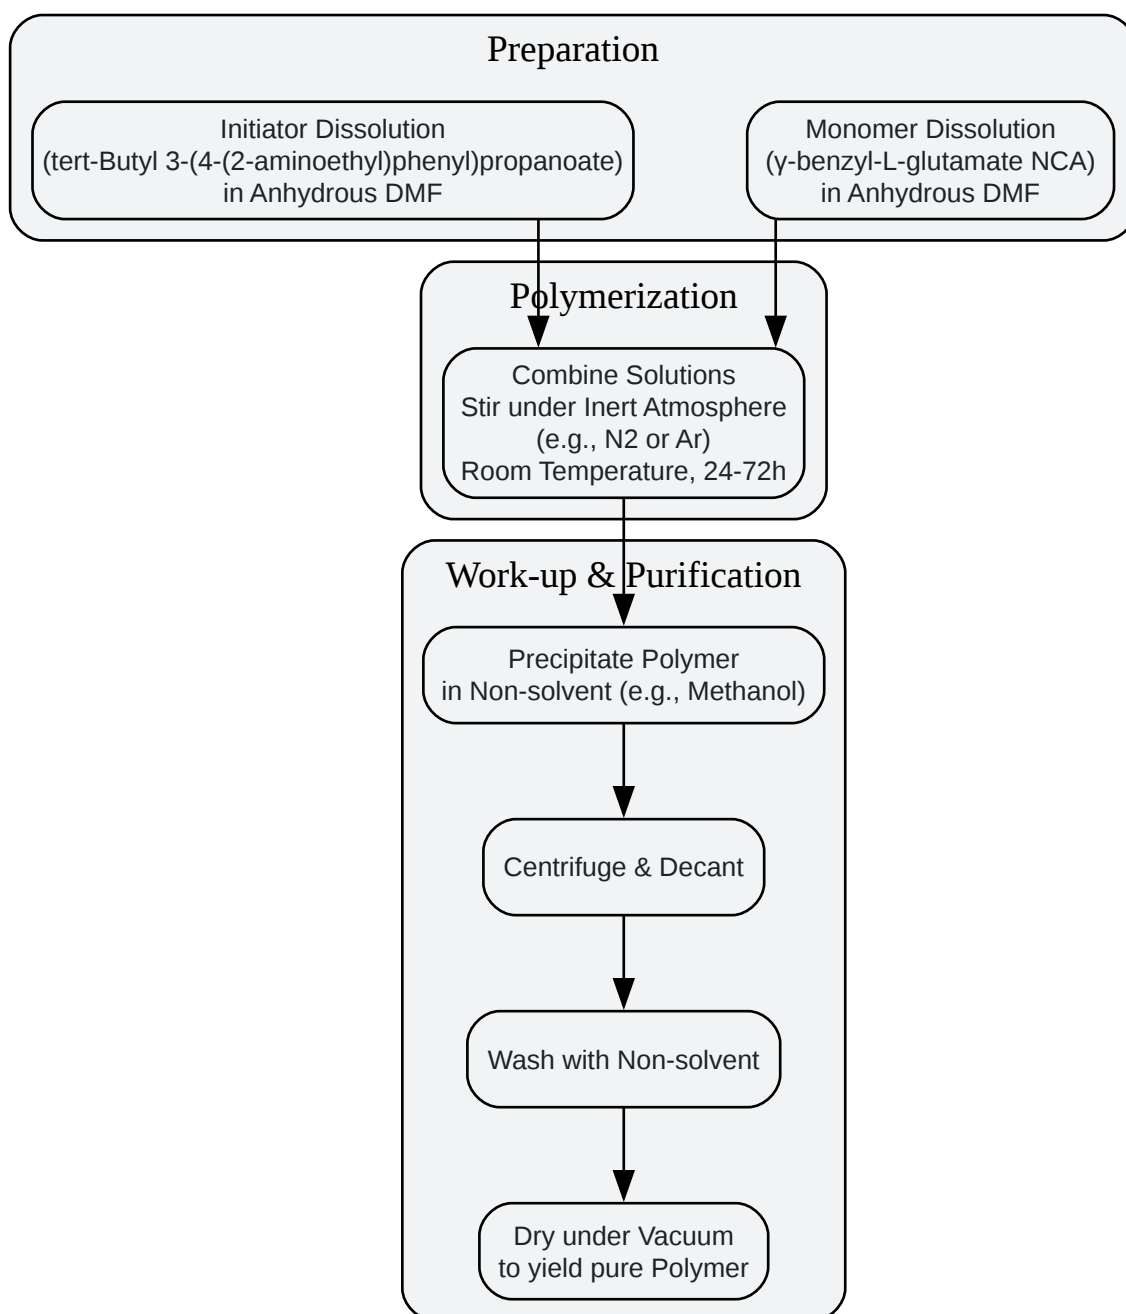 Preparation
Initiator Dissolution
(tert-Butyl 3-(4-(2-aminoethyl)phenyl)propanoate)
in Anhydrous DMF
Monomer Dissolution
(γ-benzyl-L-glutamate NCA)
in Anhydrous DMF
Polymerization
Combine Solutions
Stir under Inert Atmosphere
(e.g., N2 or Ar)
Room Temperature, 24-72h
Work-up & Purification
Precipitate Polymer
in Non-solvent (e.g., Methanol)
Centrifuge & Decant
Wash with Non-solvent
Dry under Vacuum
to yield pure Polymer